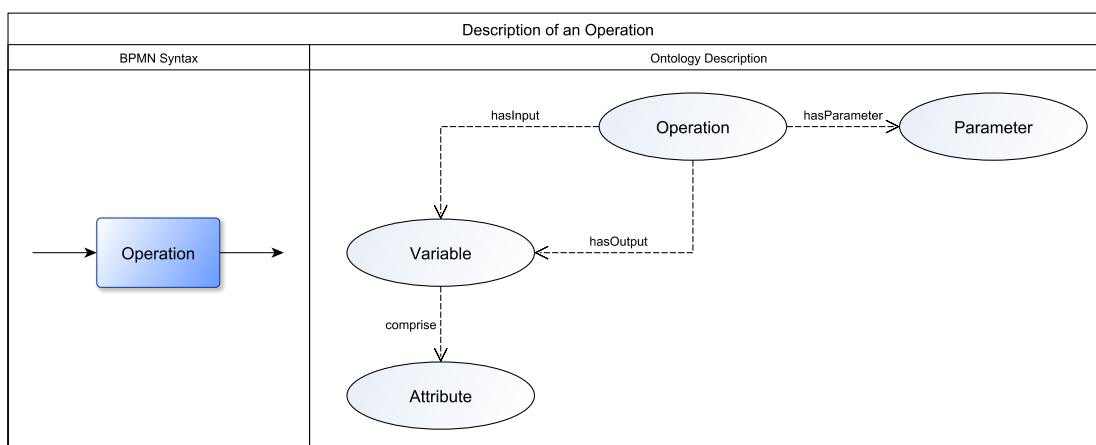 Description of an Operation
BPMN Syntax
Ontology Description
hasInput
Operation
hasParameter
Parameter
Operation
Variable
hasOutput
comprise
Attribute